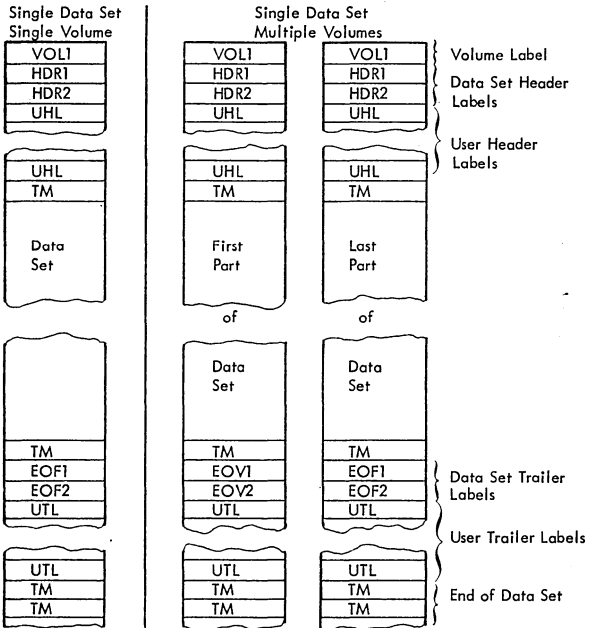 Single Data Set
Single Volume
VOL1
HDR1
HDR2
UHL
UHL
TM
Data
Set
TM
EOF1
EOF2
UTL
UTL
TM
TM
Single Data Set
Multiple Volumes
VOL1
HDR1
HDR2
UHL
UHL
TM
First
Part
of
Data
Set
TM
EOV1
EOV2
UTL
UTL
TM
TM
VOL1
HDR1
HDR2
UHL
UHL
TM
Last
Part
of
Data
Set
TM
EOF1
EOF2
UTL
UTL
TM
TM
Volume Label
Data Set Header
Labels
User Header
Labels
Data Set Trailer
Labels
User Trailer Labels
End of Data Set